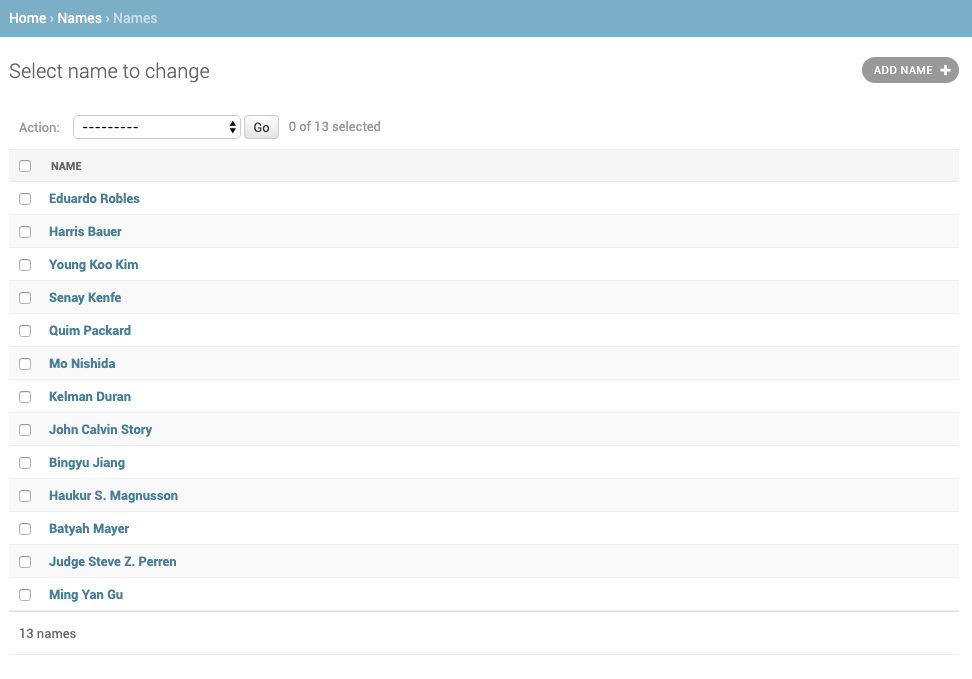 Home › Names › Names
Select name to change
ADD NAME +
Action: --------- Go 0 of 13 selected
NAME
Eduardo Robles
Harris Bauer
Young Koo Kim
Senay Kenfe
Quim Packard
Mo Nishida
Kelman Duran
John Calvin Story
Bingyu Jiang
Haukur S. Magnusson
Batyah Mayer
Judge Steve Z. Perren
Ming Yan Gu
13 names